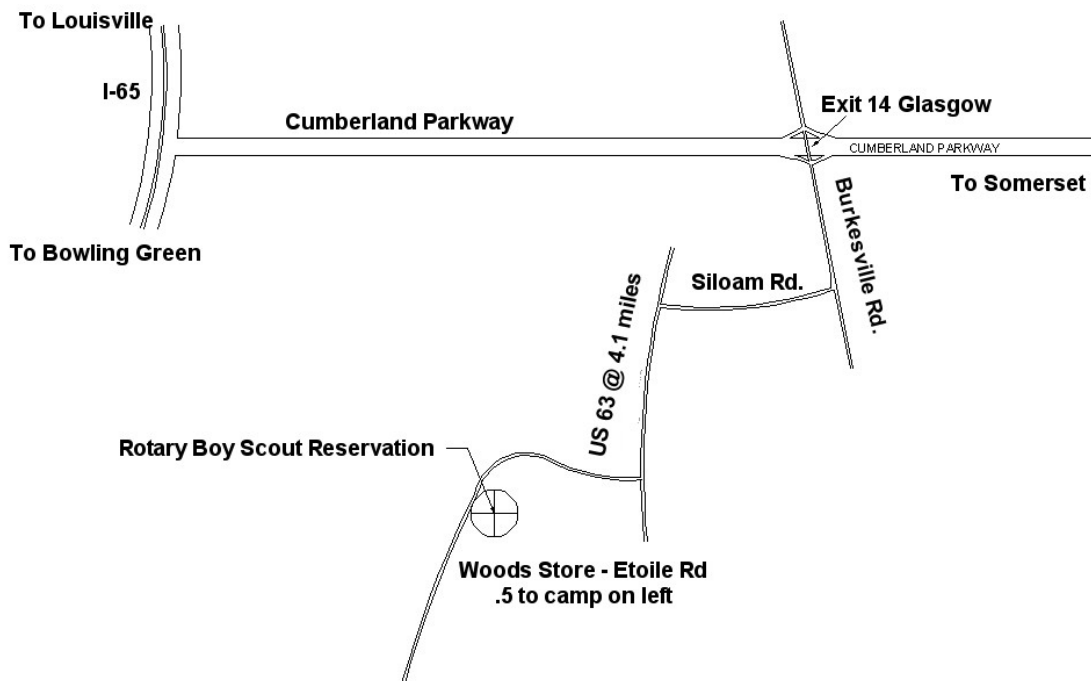 To Louisville
I-65
Cumberland Parkway
Exit 14 Glasgow
CUMBERLAND PARKWAY
To Somerset
To Bowling Green
Burkesville Rd.
Siloam Rd.
US 63 @ 4.1 miles
Rotary Boy Scout Reservation
Woods Store - Etoile Rd
.5 to camp on left